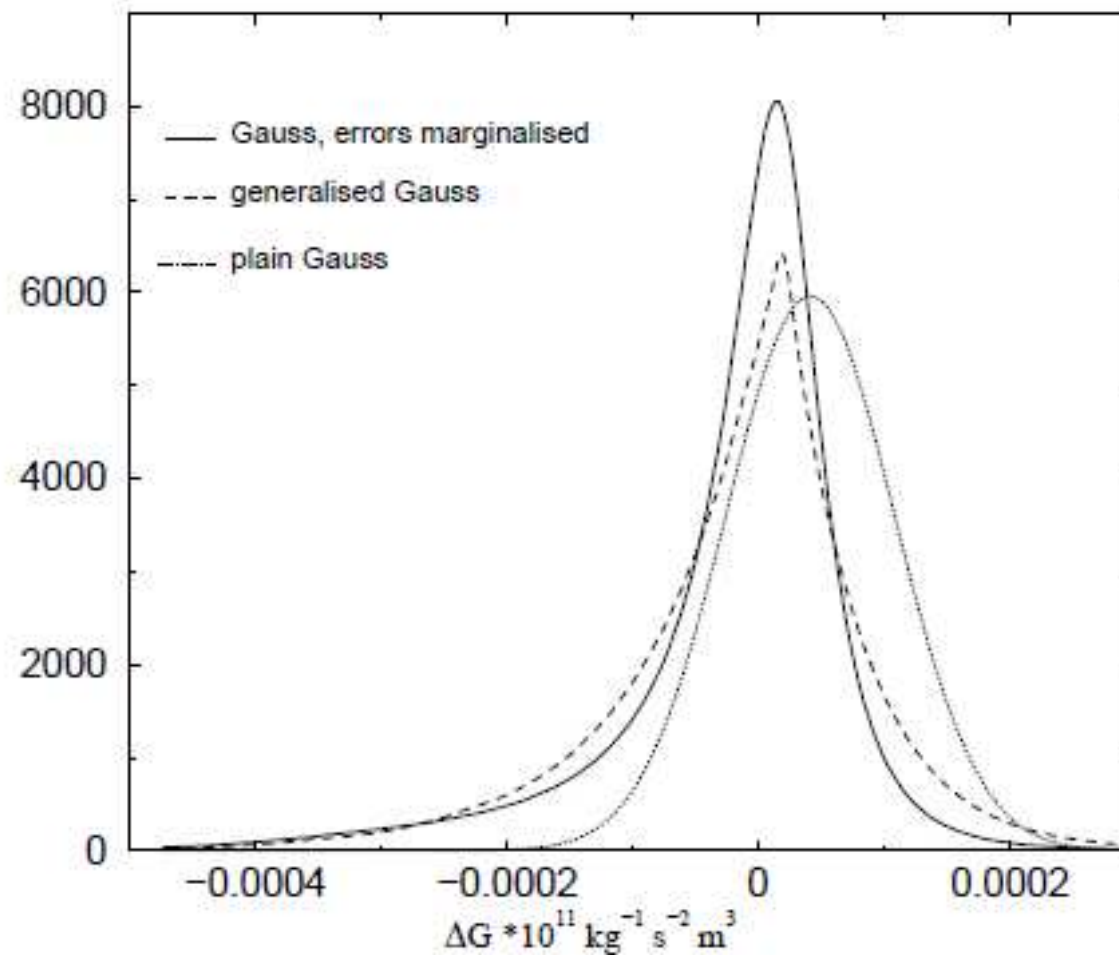 8000
Gauss, errors marginalised
generalised Gauss
plain Gauss
6000
4000
2000
0
−0.0004 −0.0002 0 0.0002
ΔG *10¹¹ kg⁻¹ s⁻² m³